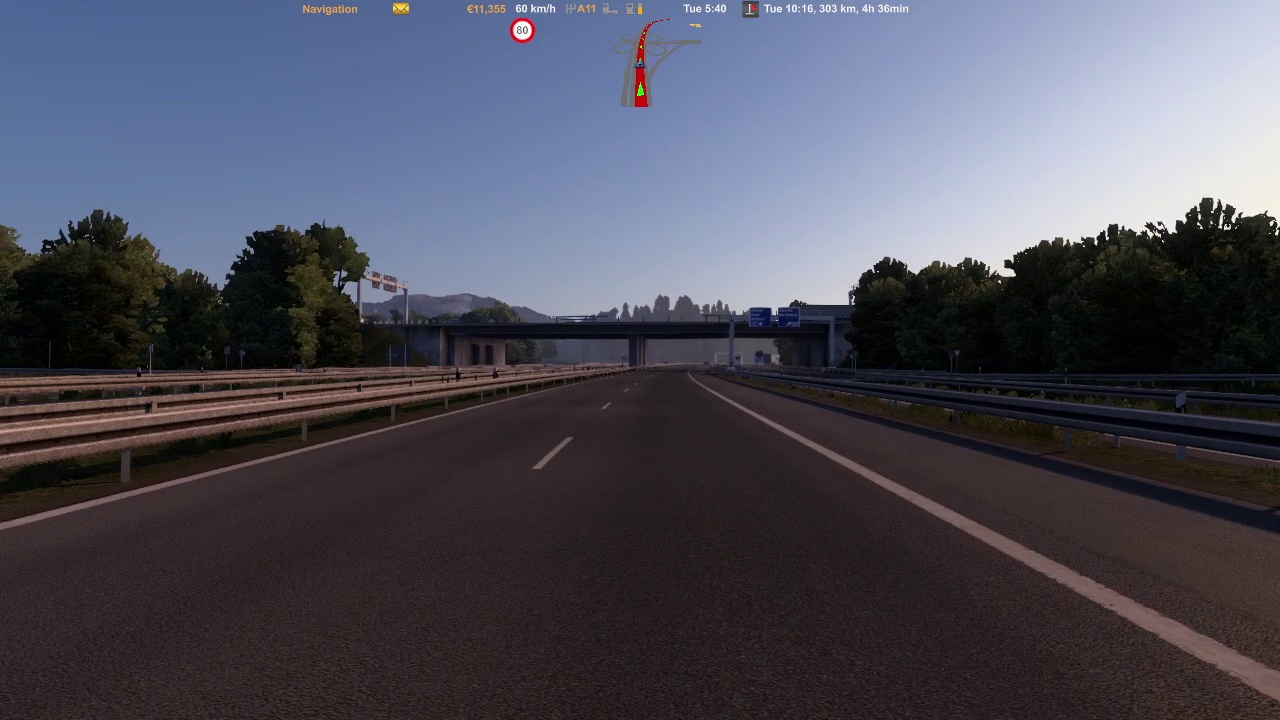 Navigation
€11,355 60 km/h A11
Tue 5:40
Tue 10:16, 303 km, 4h 36min
80